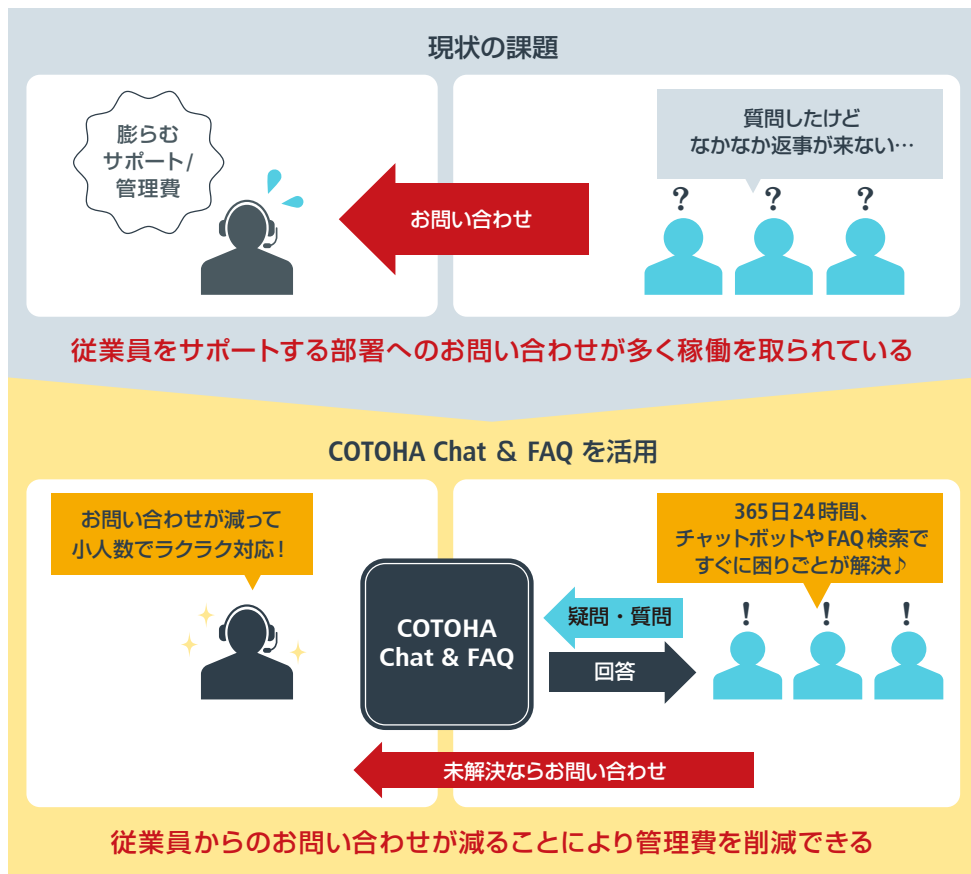 現状の課題
膨らむ
サポート/
管理費
お問い合わせ
質問したけど
なかなか返事が来ない…
?
?
?
従業員をサポートする部署へのお問い合わせが多く稼働を取られている
COTOHA Chat & FAQ を活用
お問い合わせが減って
小人数でラクラク対応!
COTOHA
Chat & FAQ
疑問・質問
回答
365日24時間、
チャットボットやFAQ検索で
すぐに困りごとが解決♪
!
!
!
未解決ならお問い合わせ
従業員からのお問い合わせが減ることにより管理費を削減できる